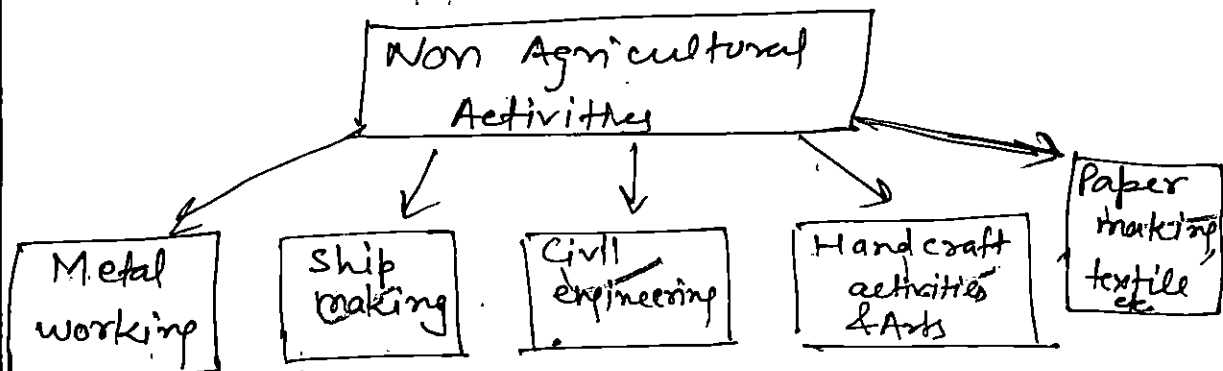 Non Agricultural
Activities
Metal
working
Ship
making
Civil
engineering
Handcraft
activities
& Arts
Paper
making,
textile
etc